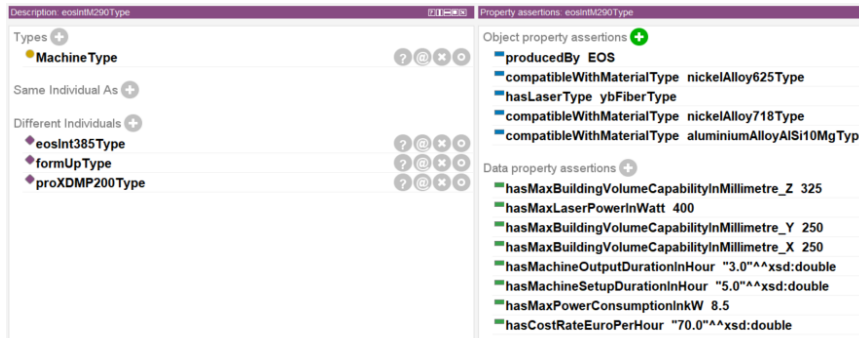 Description: eosIntM290Type
Types
MachineType
Same Individual As
Different Individuals
eosInt385Type
formUpType
proXDMP200Type
Property assertions: eosIntM290Type
Object property assertions
producedBy EOS
compatibleWithMaterialType nickelAlloy625Type
hasLaserType ybFiberType
compatibleWithMaterialType nickelAlloy718Type
compatibleWithMaterialType aluminiumAlloyAlSi10MgTyp
Data property assertions
hasMaxBuildingVolumeCapabilityInMillimetre_Z 325
hasMaxLaserPowerInWatt 400
hasMaxBuildingVolumeCapabilityInMillimetre_Y 250
hasMaxBuildingVolumeCapabilityInMillimetre_X 250
hasMachineOutputDurationInHour "3.0"^^xsd:double
hasMachineSetupDurationInHour "5.0"^^xsd:double
hasMaxPowerConsumptionInkW 8.5
hasCostRateEuroPerHour "70.0"^^xsd:double